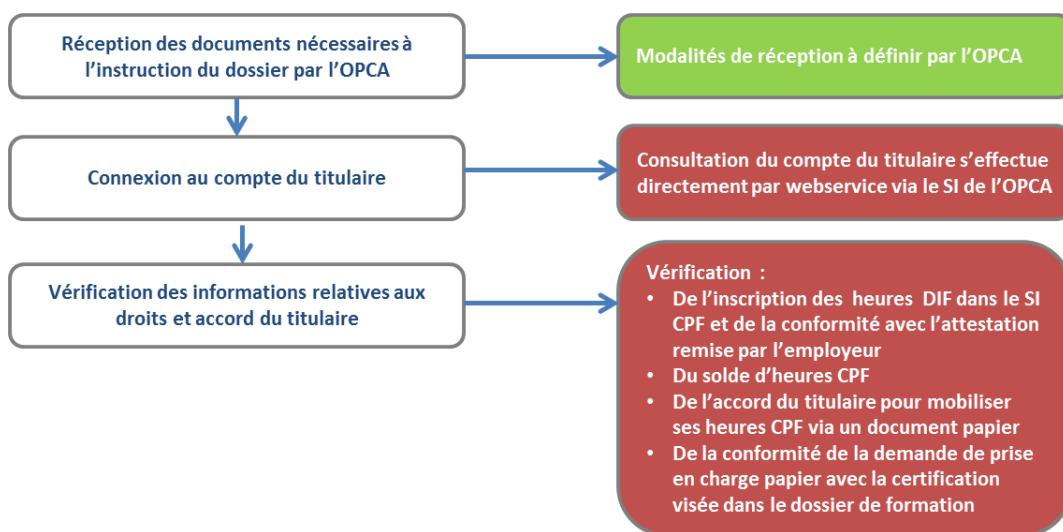 Réception des documents nécessaires à
l’instruction du dossier par l’OPCA
Modalités de réception à définir par l’OPCA
Connexion au compte du titulaire
Consultation du compte du titulaire s’effectue
directement par webservice via le SI de l’OPCA
Vérification des informations relatives aux
droits et accord du titulaire
Vérification :
• De l’inscription des heures DIF dans le SI
CPF et de la conformité avec l’attestation
remise par l’employeur
• Du solde d’heures CPF
• De l’accord du titulaire pour mobiliser
ses heures CPF via un document papier
• De la conformité de la demande de prise
en charge papier avec la certification
visée dans le dossier de formation